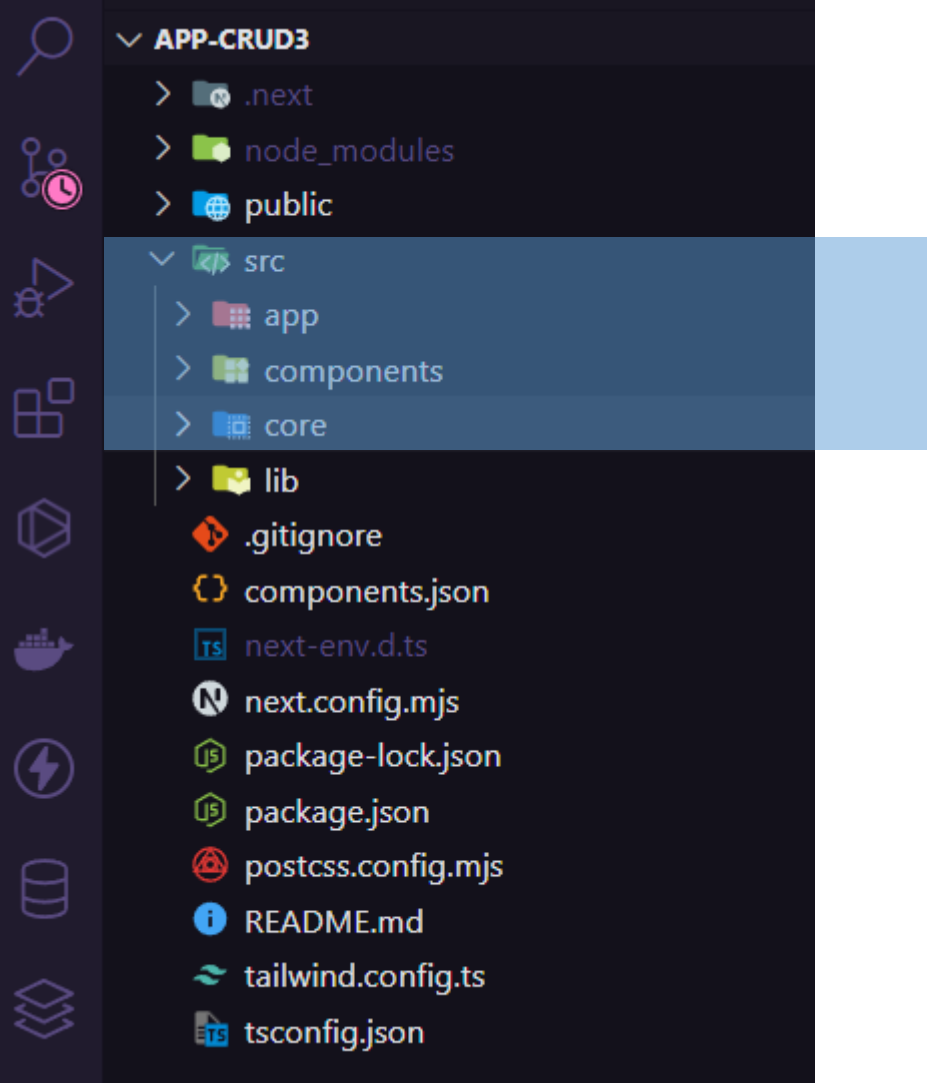 APP-CRUD3
.next
node_modules
public
src
app
components
core
lib
.gitignore
components.json
next-env.d.ts
next.config.mjs
package-lock.json
package.json
postcss.config.mjs
README.md
tailwind.config.ts
tsconfig.json